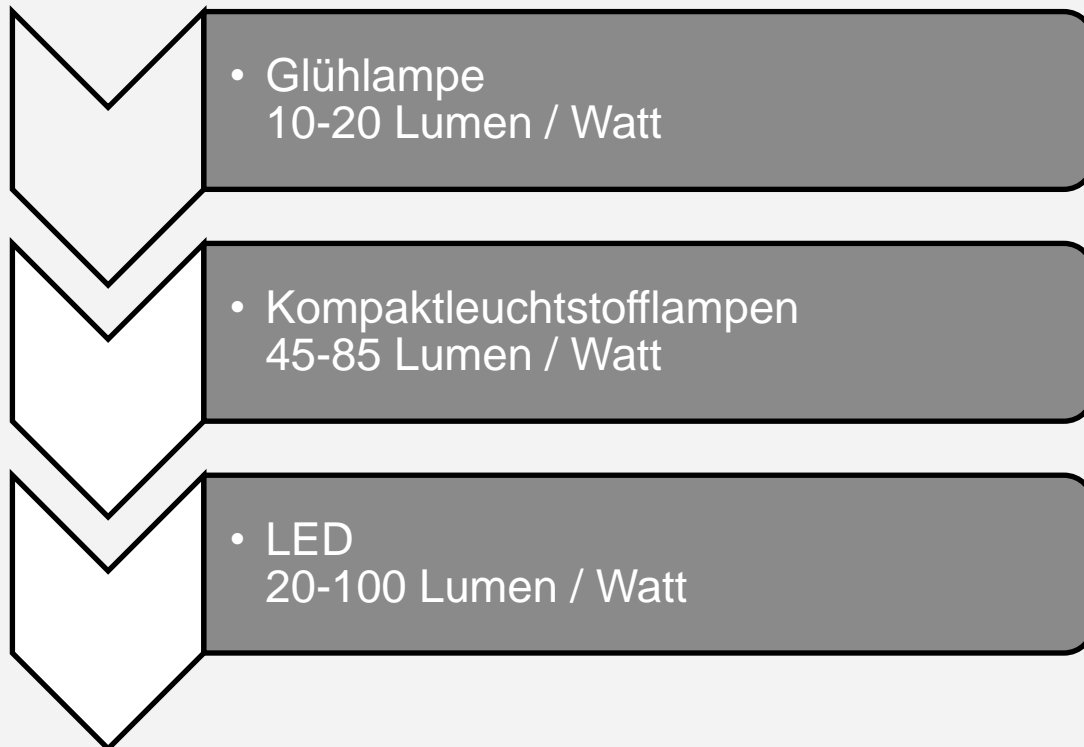 • Glühlampe
10-20 Lumen / Watt
• Kompaktleuchtstofflampen
45-85 Lumen / Watt
• LED
20-100 Lumen / Watt